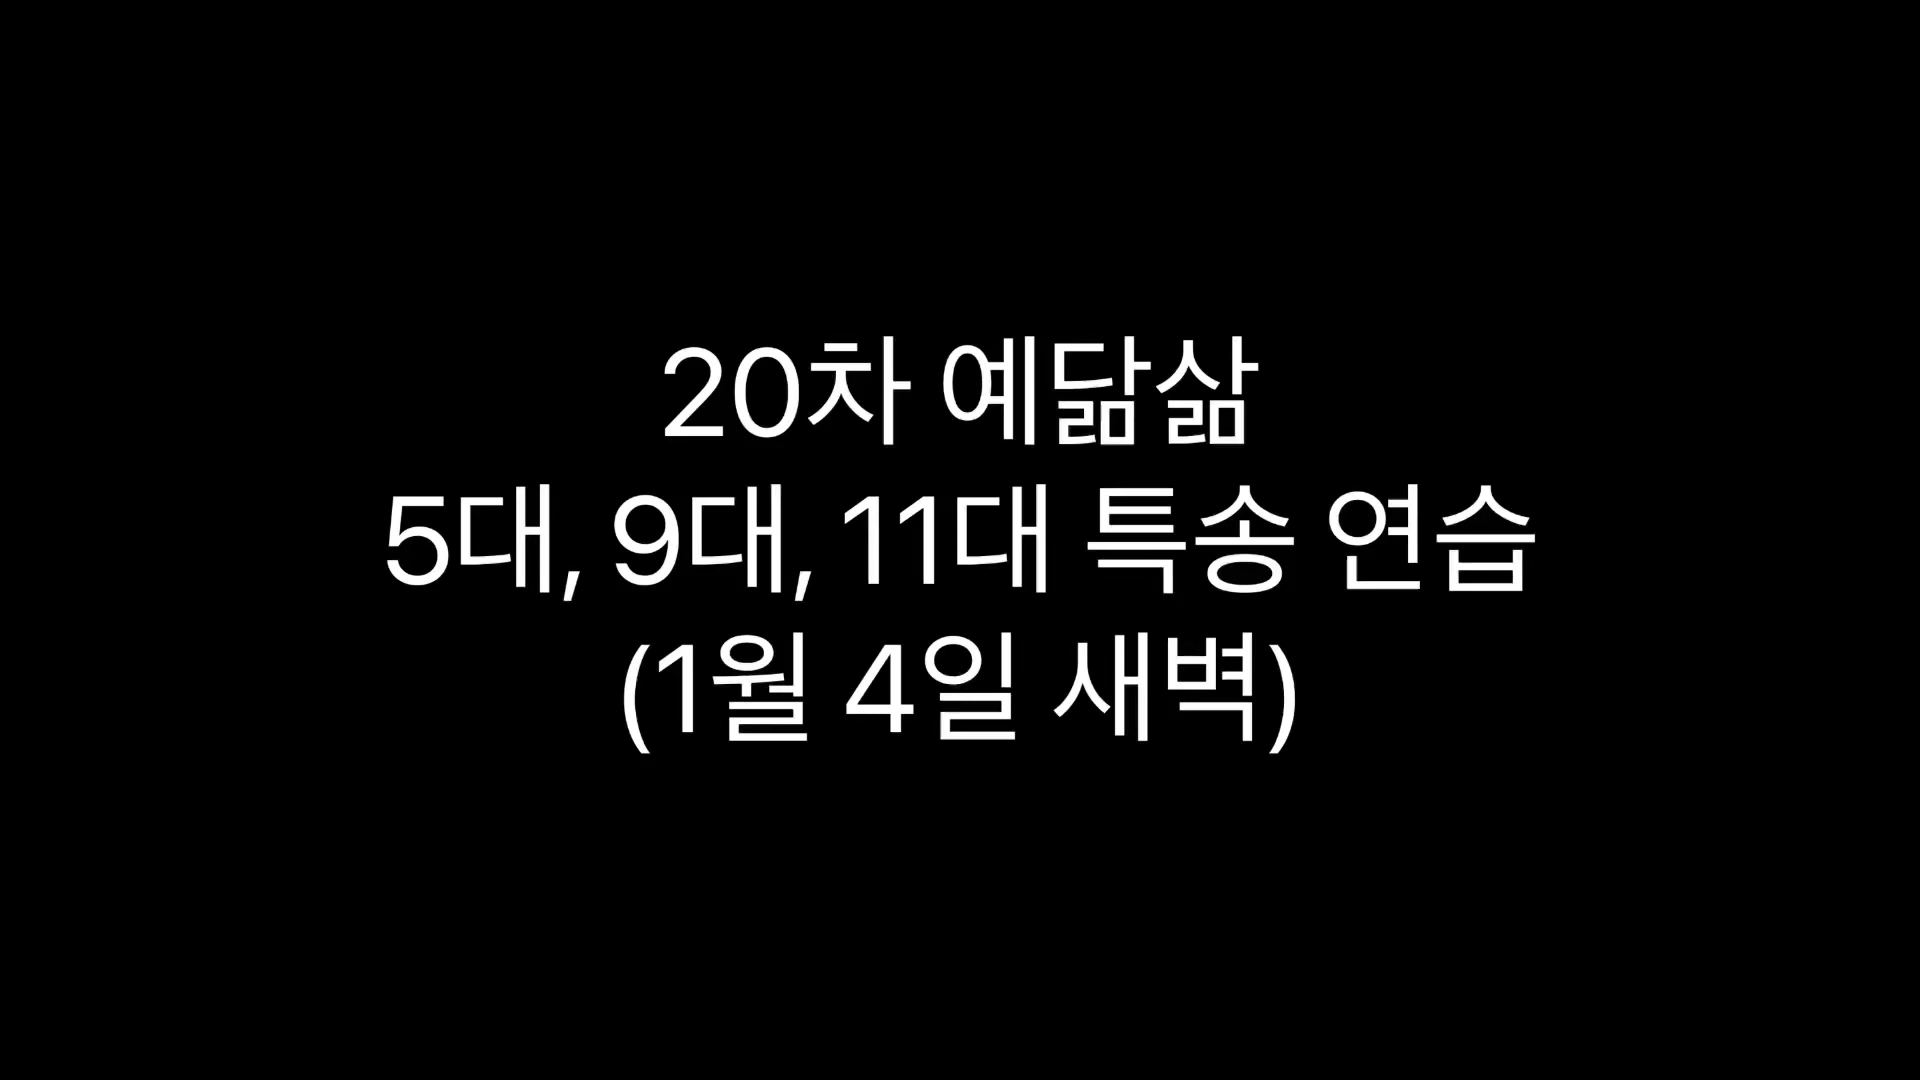 20차 예닮삶
5대, 9대, 11대 특송 연습
(1월 4일 새벽)